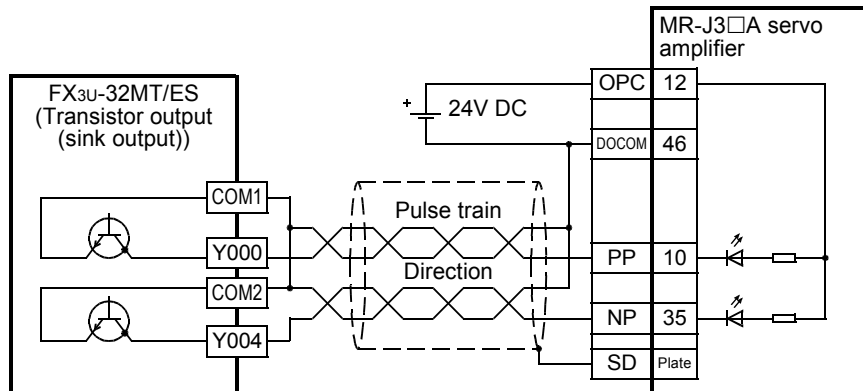 MR-J3□A servo
amplifier
FX3U-32MT/ES
(Transistor output
(sink output))
OPC 12
+ 24V DC
DOCOM 46
COM1
Pulse train
Y000
PP 10
Direction
COM2
NP 35
Y004
SD Plate